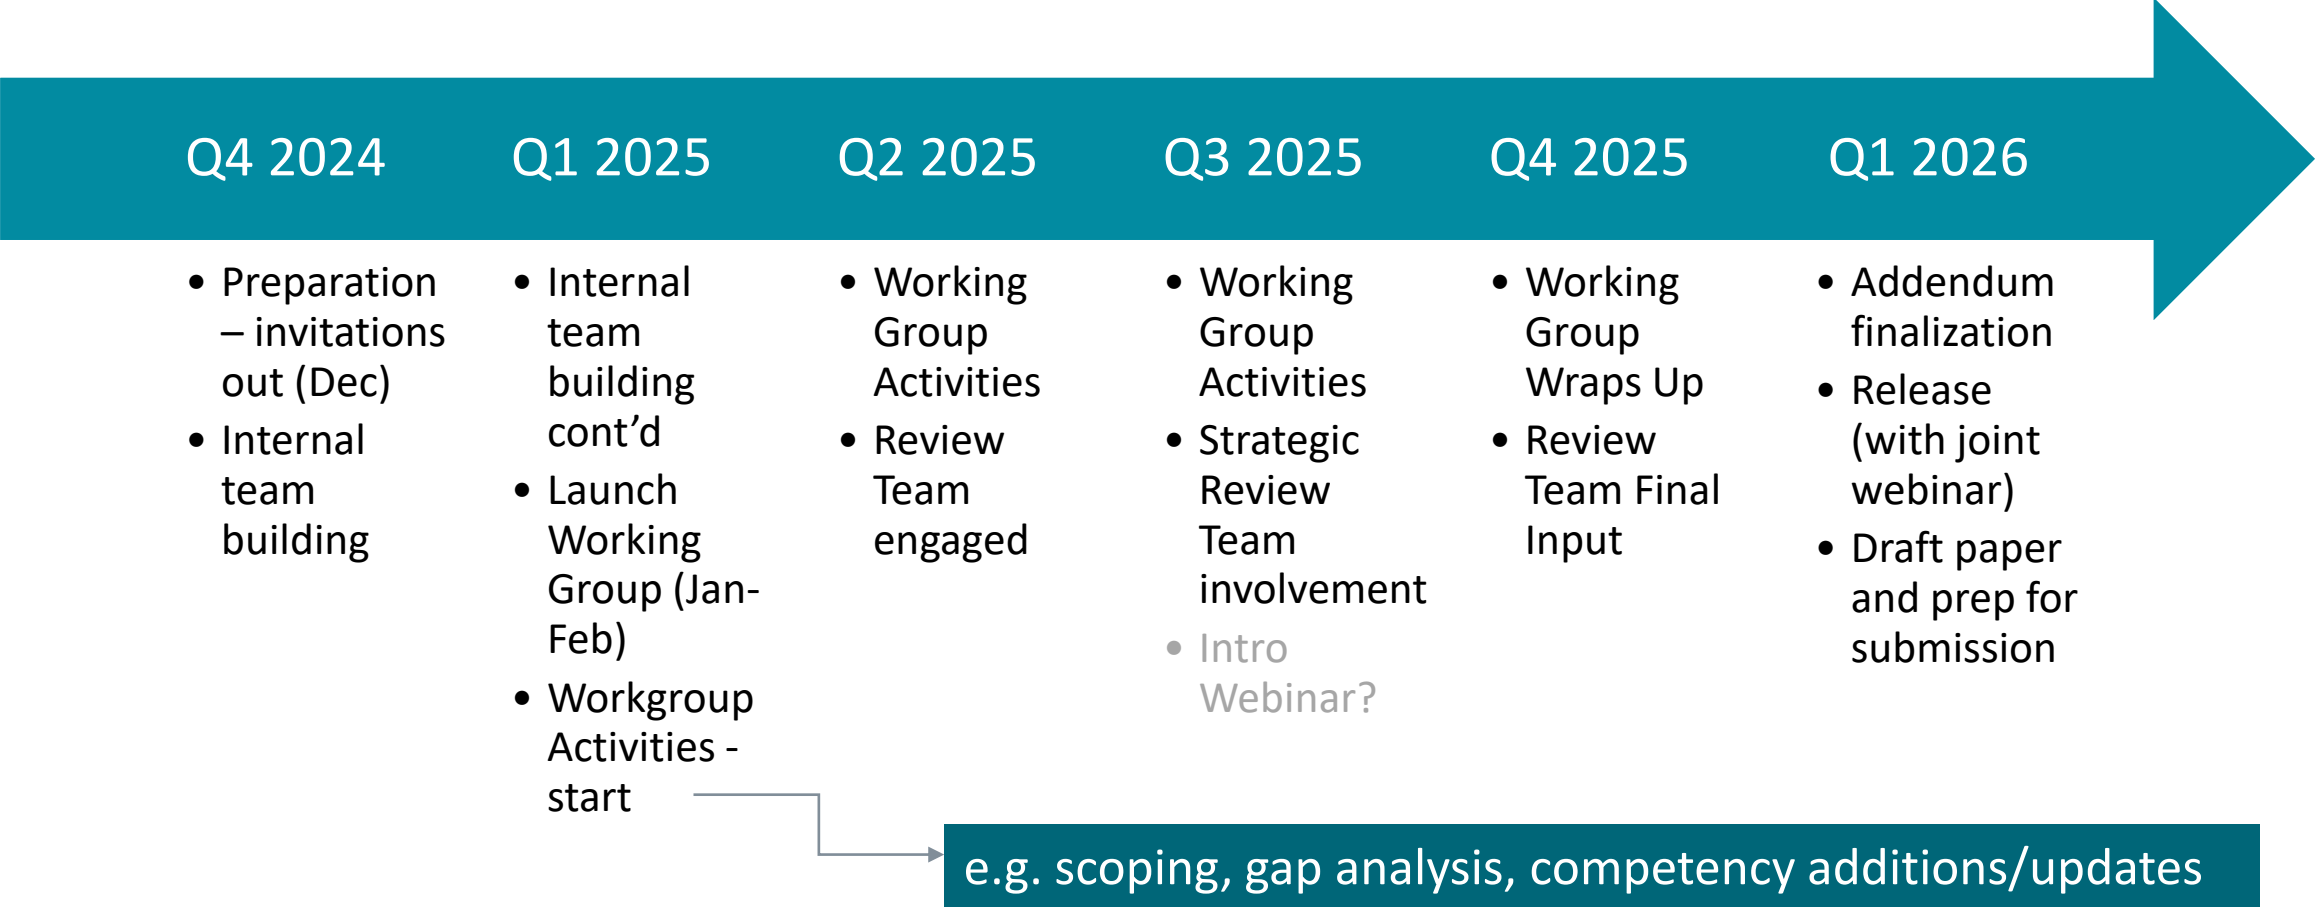 Q4 2024
Q1 2025
Q2 2025
Q3 2025
Q4 2025
Q1 2026
• Preparation
– invitations
out (Dec)
• Internal
team
building
• Internal
team
building
cont’d
• Launch
Working
Group (Jan-
Feb)
• Workgroup
Activities -
start
• Working
Group
Activities
• Review
Team
engaged
• Working
Group
Activities
• Strategic
Review
Team
involvement
• Intro
Webinar?
• Working
Group
Wraps Up
• Review
Team Final
Input
• Addendum
finalization
• Release
(with joint
webinar)
• Draft paper
and prep for
submission
e.g. scoping, gap analysis, competency additions/updates